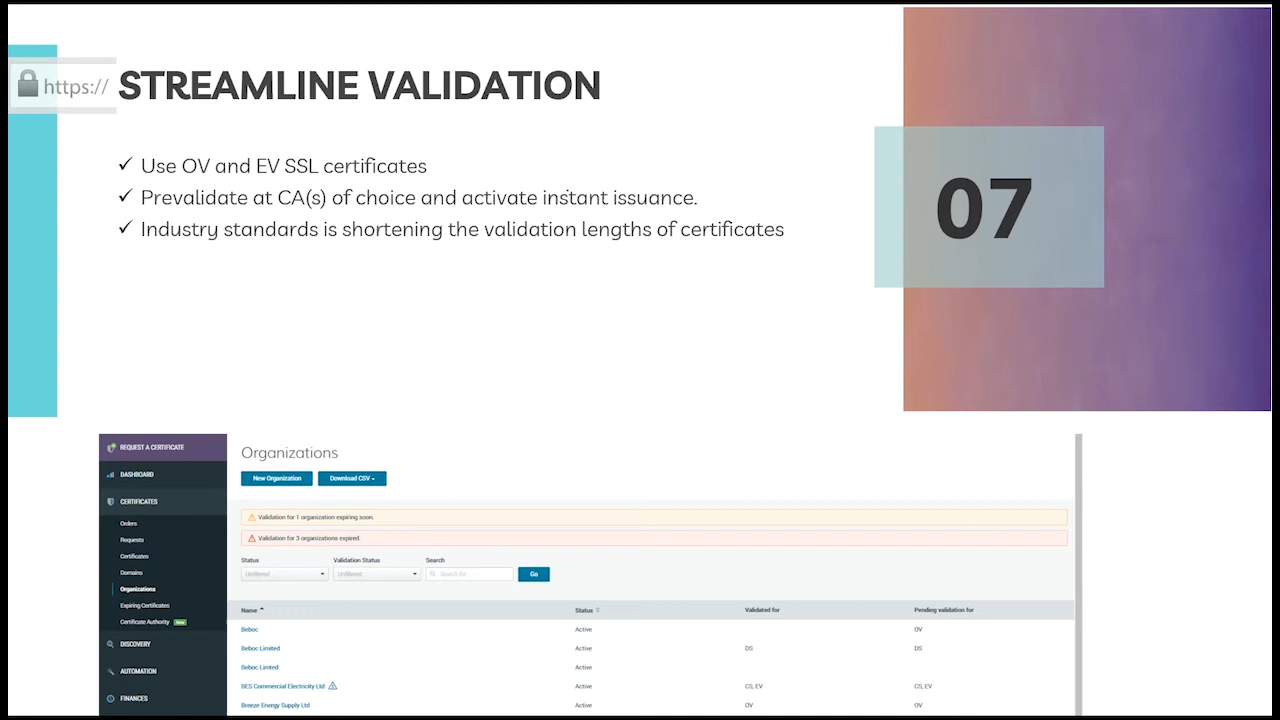 https://
STREAMLINE VALIDATION
✓ Use OV and EV SSL certificates
✓ Prevalidate at CA(s) of choice and activate instant issuance.
✓ Industry standards is shortening the validation lengths of certificates
07
REQUEST A CERTIFICATE
DASHBOARD
CERTIFICATES
Orders
Requests
Certificates
Domains
Organizations
Expiring Certificates
Certificate Authority New
DISCOVERY
AUTOMATION
FINANCES
Organizations
New Organization Download CSV
Validation for 1 organization expiring soon.
Validation for 3 organizations expired.
Status Validation Status Search
Unfiltered Unfiltered Search for Go
Name Status Validated for Pending validation for
Beboc Active OV
Beboc Limited Active DS DS
Beboc Limted Active
BES Commercial Electricity Ltd Active CS, EV CS, EV
Breeze Energy Supply Ltd Active OV OV